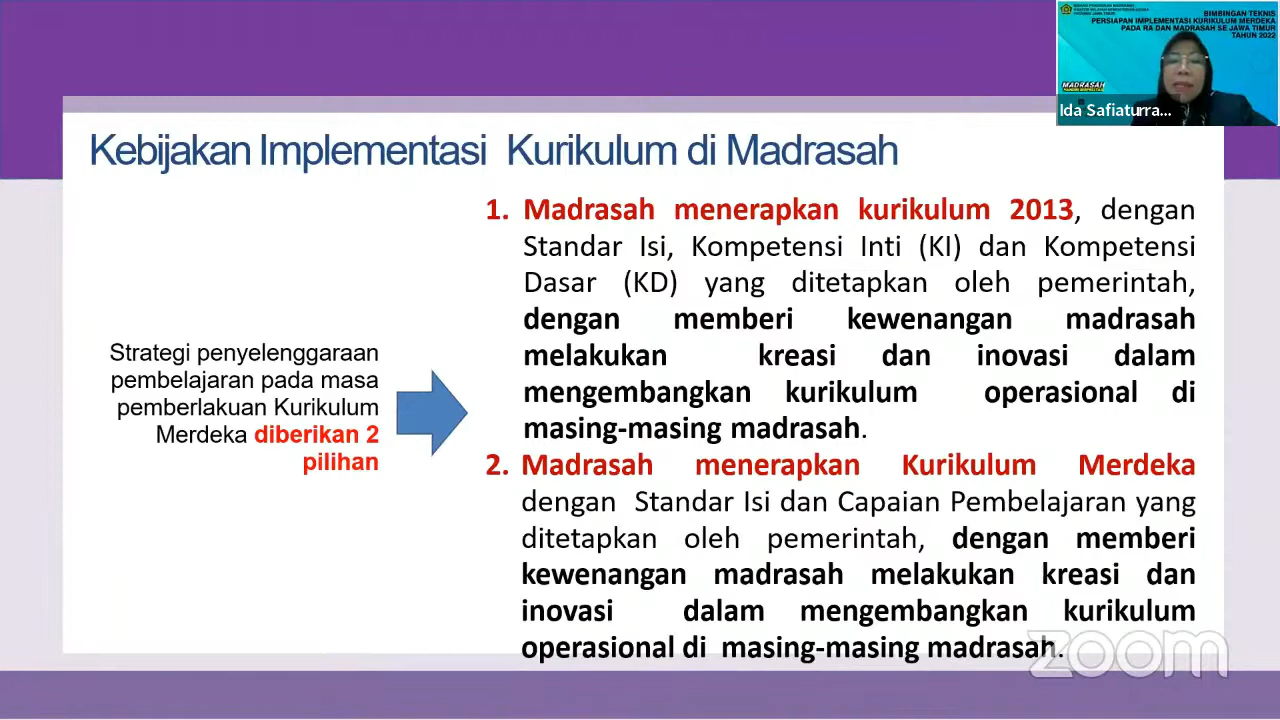 BIMBINGAN TEKNIS
PERSIAPAN IMPLEMENTASI KURIKULUM MERDEKA
PADA RA DAN MADRASAH SE JAWA TIMUR
TAHUN 2022
MADRASAH
Ida Safiaturra...
Kebijakan Implementasi Kurikulum di Madrasah
Strategi penyelenggaraan
pembelajaran pada masa
pemberlakuan Kurikulum
Merdeka diberikan 2
pilihan
1. Madrasah menerapkan kurikulum 2013, dengan
Standar Isi, Kompetensi Inti (KI) dan Kompetensi
Dasar (KD) yang ditetapkan oleh pemerintah,
dengan memberi kewenangan madrasah
melakukan kreasi dan inovasi dalam
mengembangkan kurikulum operasional di
masing-masing madrasah.
2. Madrasah menerapkan Kurikulum Merdeka
dengan Standar Isi dan Capaian Pembelajaran yang
ditetapkan oleh pemerintah, dengan memberi
kewenangan madrasah melakukan kreasi dan
inovasi dalam mengembangkan kurikulum
operasional di masing-masing madrasah.
zoom